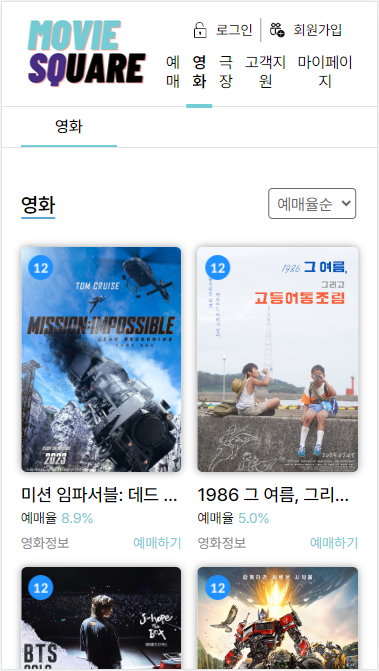 MOVIE
SQUARE
로그인
회원가입
예매
영화
극장
고객지원
마이페이지
영화
영화
예매율순
12
TOM CRUISE
MISSION:IMPOSSIBLE
DEAD RECKONING
PART ONE
2023
12
1986 그 여름,
그리고
고등어통조림
미션 임파서블: 데드 ...
예매율 8.9%
영화정보 예매하기
1986 그 여름, 그리...
예매율 5.0%
영화정보 예매하기
12
j-hope
IN THE
BOX
BTS
12